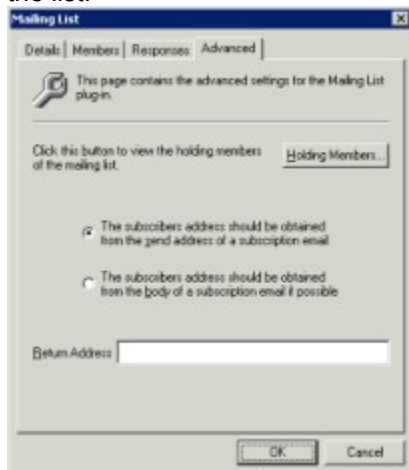 the list.
Mailing List
Details Members Responses Advanced
This page contains the advanced settings for the Mailing List
plug-in.
Click this button to view the holding members
of the mailing list.
Holding Members...
The subscribers address should be obtained
from the send address of a subscription email
The subscribers address should be obtained
from the body of a subscription email if possible
Return Address
OK Cancel